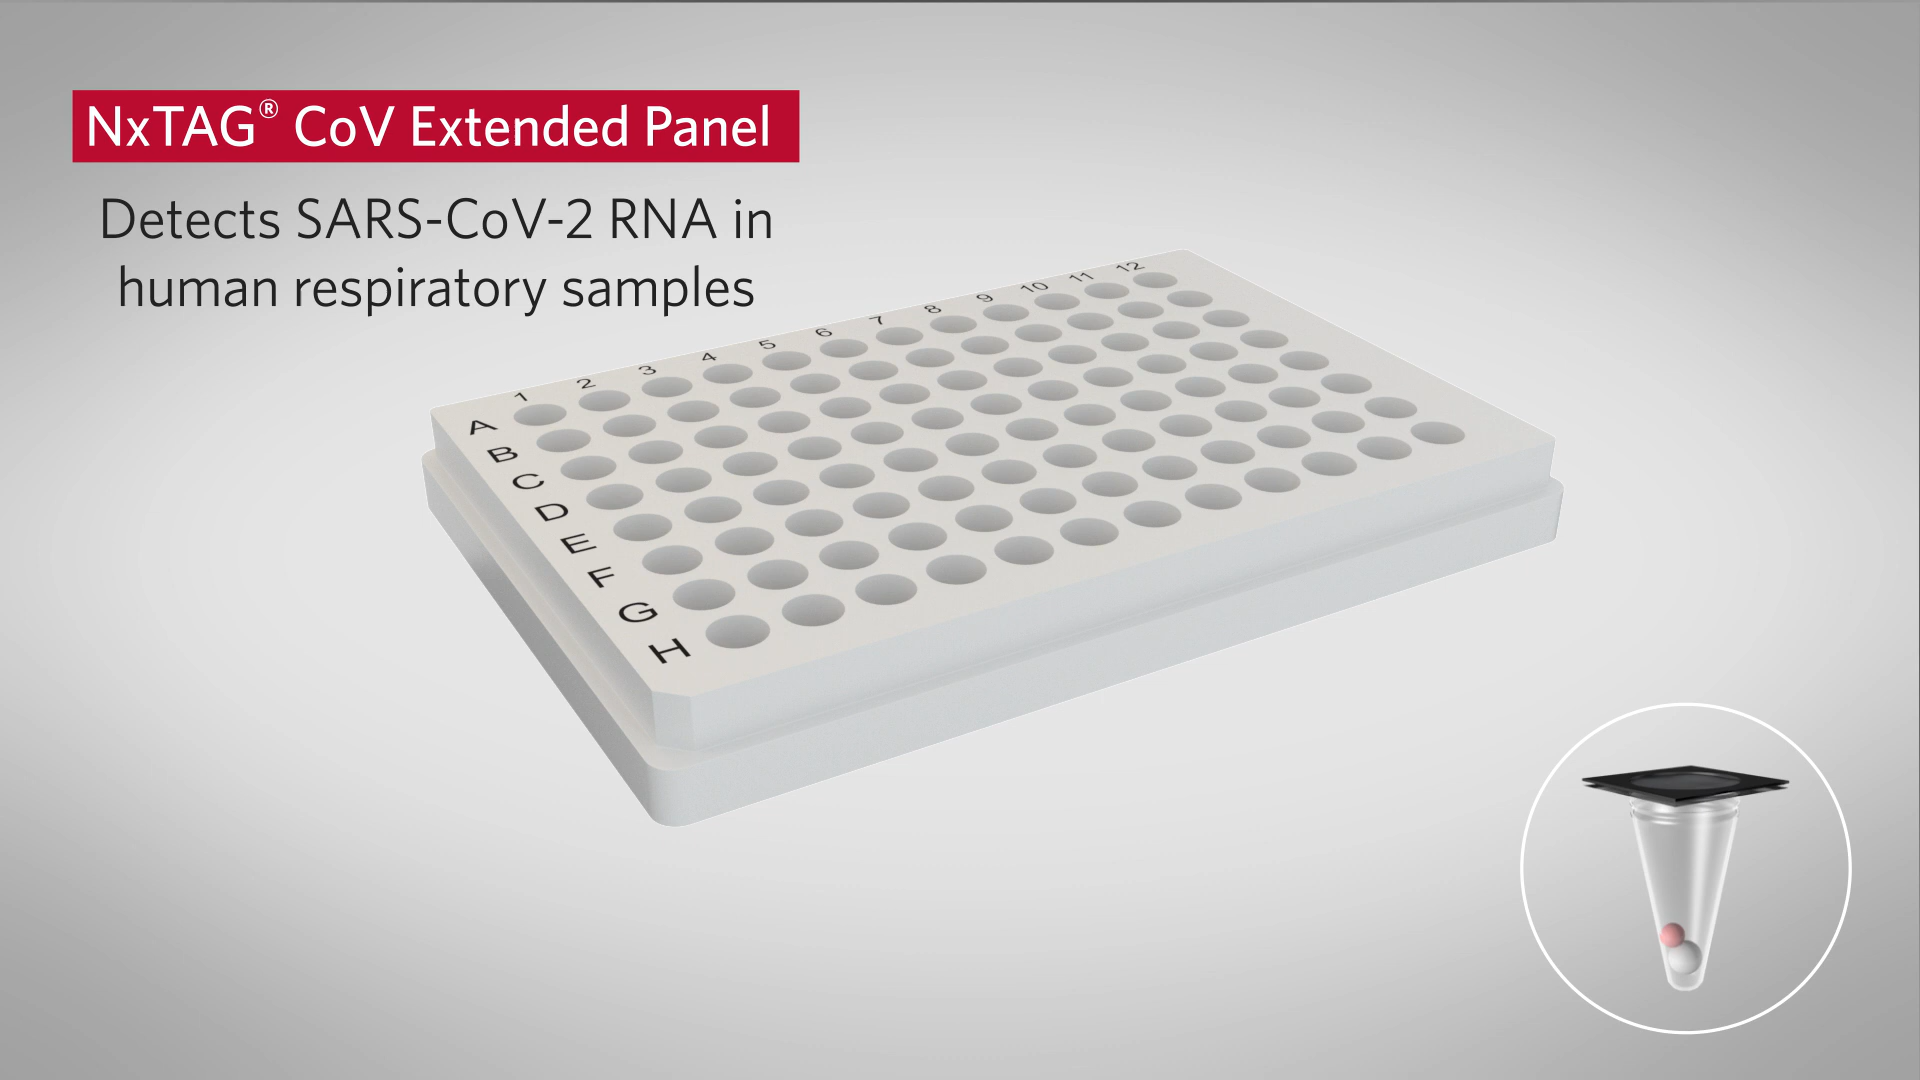 NxTAG® CoV Extended Panel
Detects SARS-CoV-2 RNA in
human respiratory samples
1 2 3 4 5 6 7 8 9 10 11 12
A
B
C
D
E
F
G
H